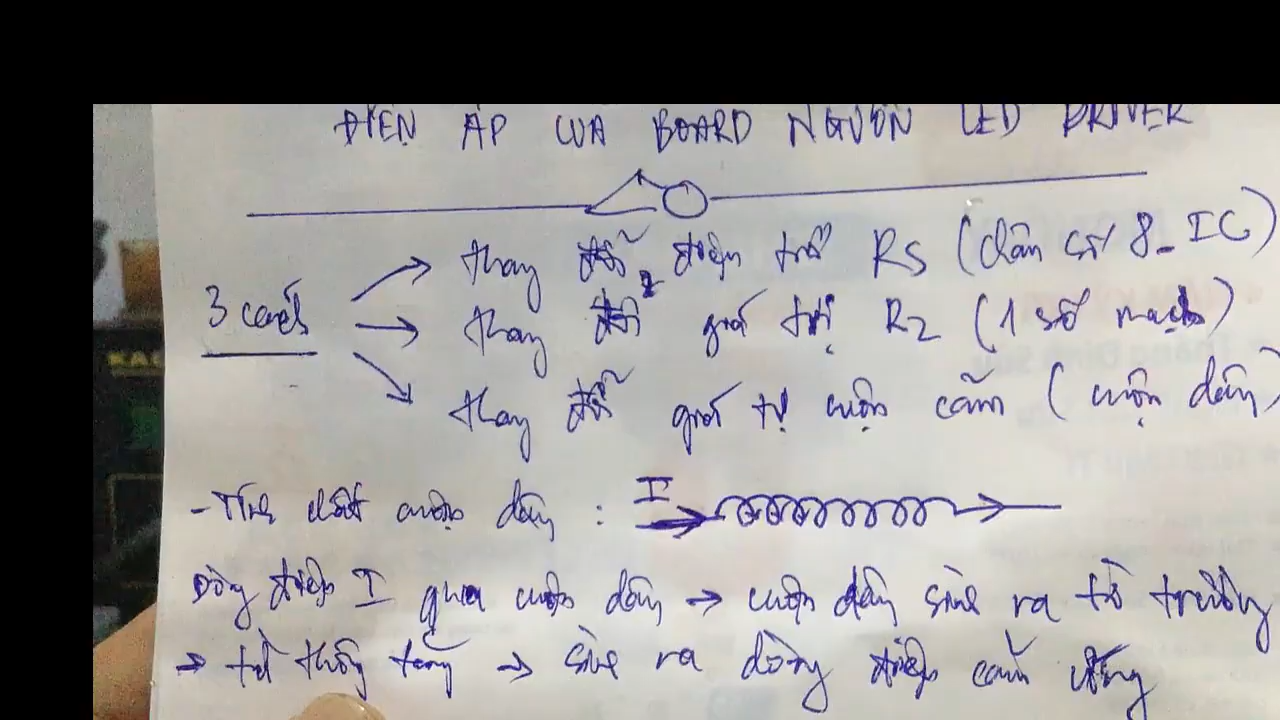 ĐIỆN ÁP CỦA BOARD NGUỒN LED DRIVER
3 cách
thay đổi điện trở RS (chân số 8_IC)
thay đổi giá trị R2 (1 số mạch)
thay đổi giá trị cuộn cảm (cuộn dây)
- Tính chất cuộn dây : I
Dòng điện I qua cuộn dây → cuộn dây sinh ra từ trường
→ từ thông tăng → sinh ra dòng điện cảm ứng